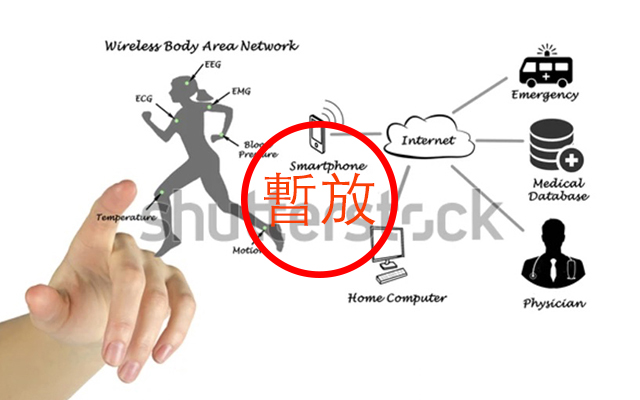 Wireless Body Area Network
EEG
ECG
EMG
Blood Pressure
Temperature
Motion
Smartphone
暫放
Internet
Home Computer
Emergency
Medical
Database
Physician
shutterstock